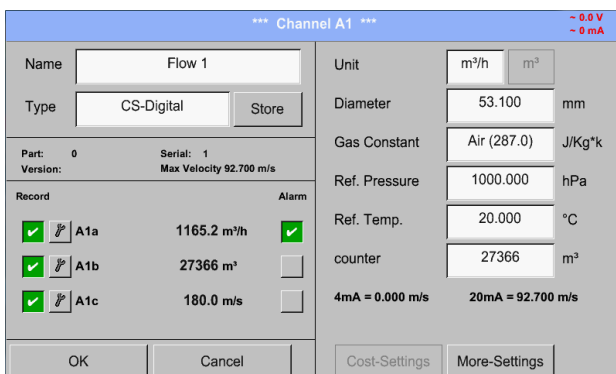 *** Channel A1 ***
~ 0.0 V
~ 0 mA
Name
Flow 1
Type
CS-Digital
Store
Part: 0
Serial: 1
Version:
Max Velocity 92.700 m/s
Record
Alarm
A1a
1165.2 m³/h
A1b
27366 m³
A1c
180.0 m/s
OK
Cancel
Unit
m³/h
m³
Diameter
53.100
mm
Gas Constant
Air (287.0)
J/Kg*k
Ref. Pressure
1000.000
hPa
Ref. Temp.
20.000
°C
counter
27366
m³
4mA = 0.000 m/s
20mA = 92.700 m/s
Cost-Settings
More-Settings